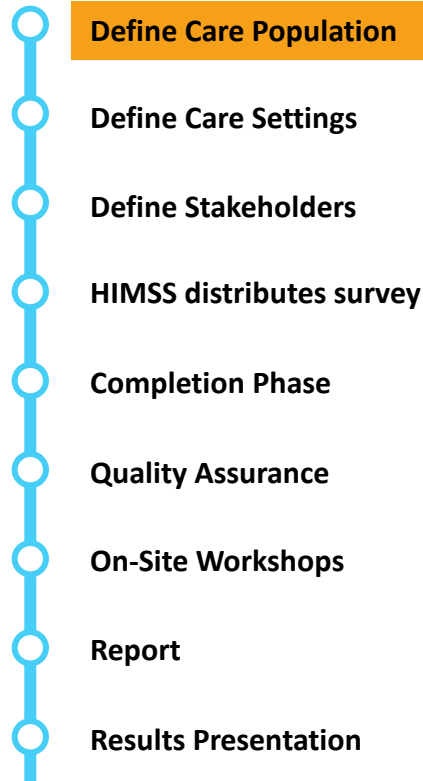 Define Care Population
Define Care Settings
Define Stakeholders
HIMSS distributes survey
Completion Phase
Quality Assurance
On-Site Workshops
Report
Results Presentation